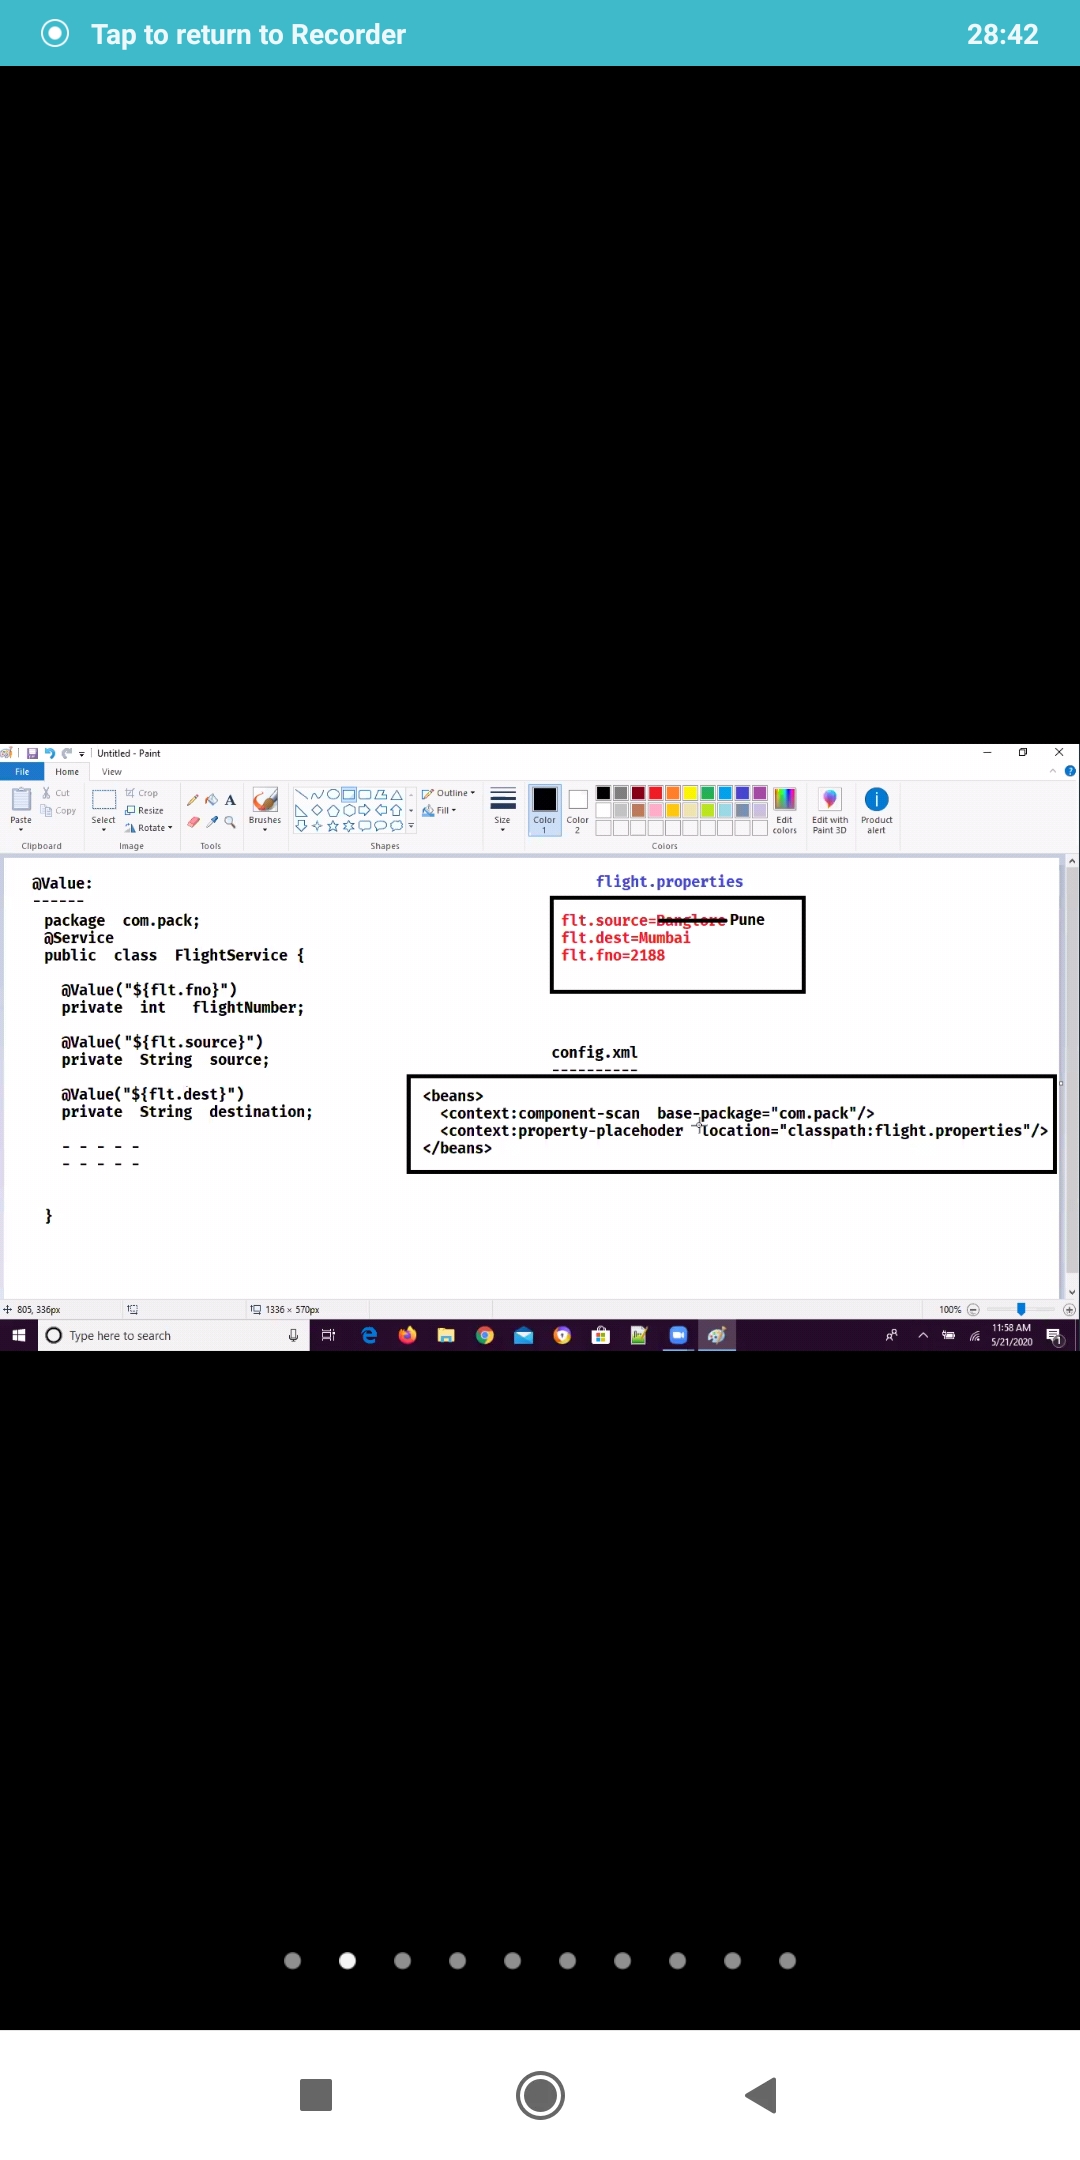 Tap to return to Recorder
28:42
Untitled - Paint
File
Home
View
Paste
Cut
Copy
Clipboard
Select
Crop
Resize
Rotate
Image
A
Tools
Brushes
Outline
Fill
Shapes
Size
Color
1
Color
2
Edit
colors
Colors
Edit with
Paint 3D
Product
alert
@Value:
------
package com.pack;
@Service
public class FlightService {
@Value("${flt.fno}")
private int flightNumber;
@Value("${flt.source}")
private String source;
@Value("${flt.dest}")
private String destination;
- - - - -
- - - - -
}
flight.properties
flt.source=Banglore Pune
flt.dest=Mumbai
flt.fno=2188
config.xml
----------
<beans>
<context:component-scan base-package="com.pack"/>
<context:property-placehoder location="classpath:flight.properties"/>
</beans>
805, 336px
1336 × 570px
100%
Type here to search
11:58 AM
5/21/2020
1